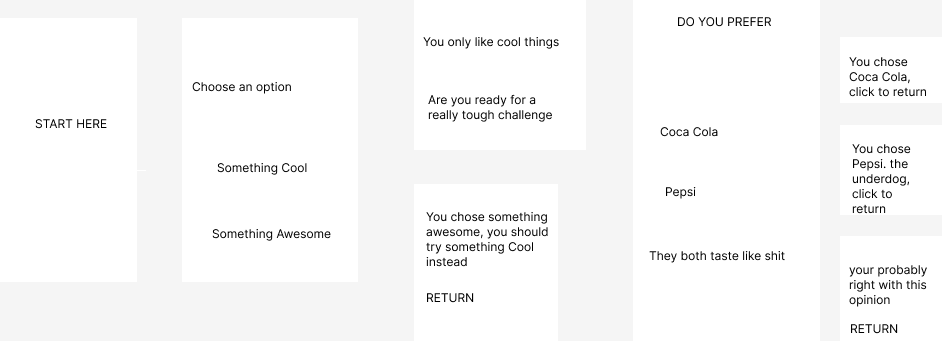 START HERE
Choose an option
Something Cool
Something Awesome
You only like cool things
Are you ready for a
really tough challenge
You chose something
awesome, you should
try something Cool
instead
RETURN
DO YOU PREFER
Coca Cola
Pepsi
They both taste like shit
You chose
Coca Cola,
click to return
You chose
Pepsi. the
underdog,
click to
return
your probably
right with this
opinion
RETURN